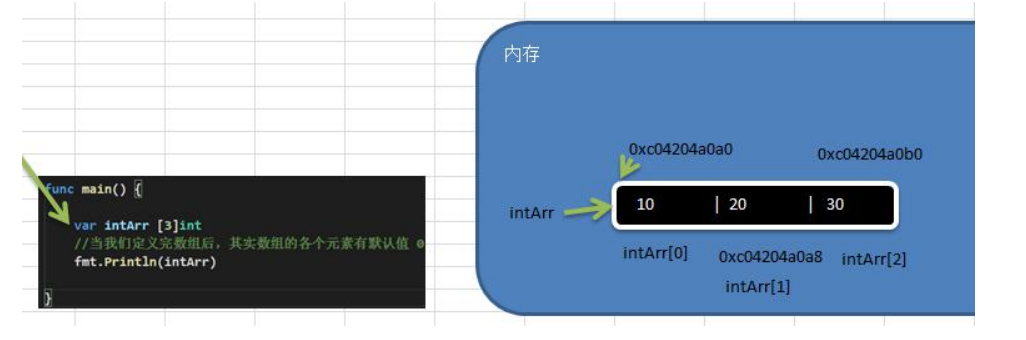 func main() {
var intArr [3]int
//当我们定义完数组后，其实数组的各个元素有默认值 0
fmt.Println(intArr)
}
内存
0xc04204a0a0
0xc04204a0b0
intArr
10 | 20 | 30
intArr[0]
0xc04204a0a8
intArr[2]
intArr[1]